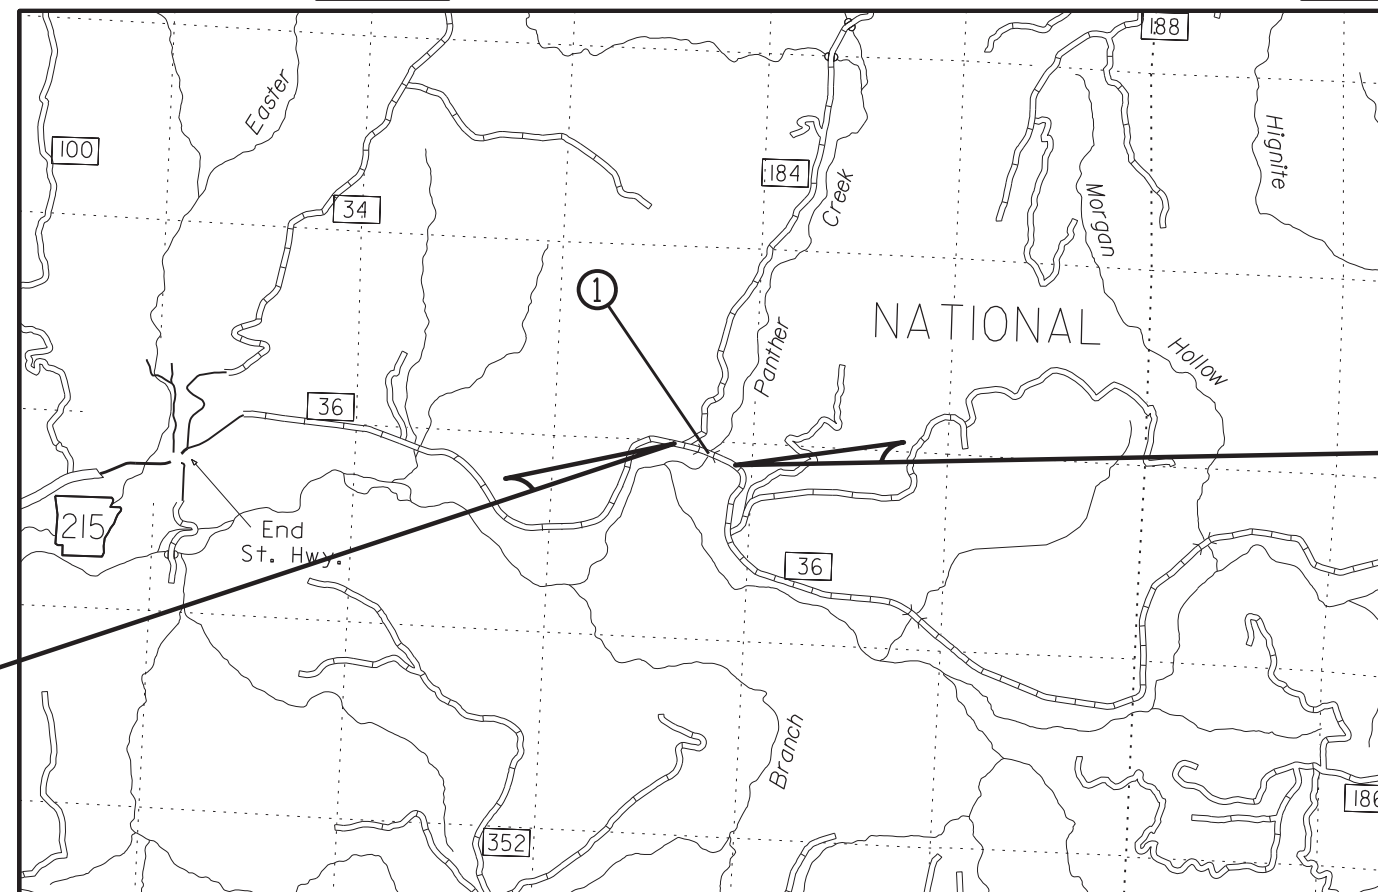 188
Easter
100
Hignite
184
Creek
34
Morgan
1
NATIONAL
Panther
Hollow
36
215
End
St. Hwy.
36
Branch
186
352